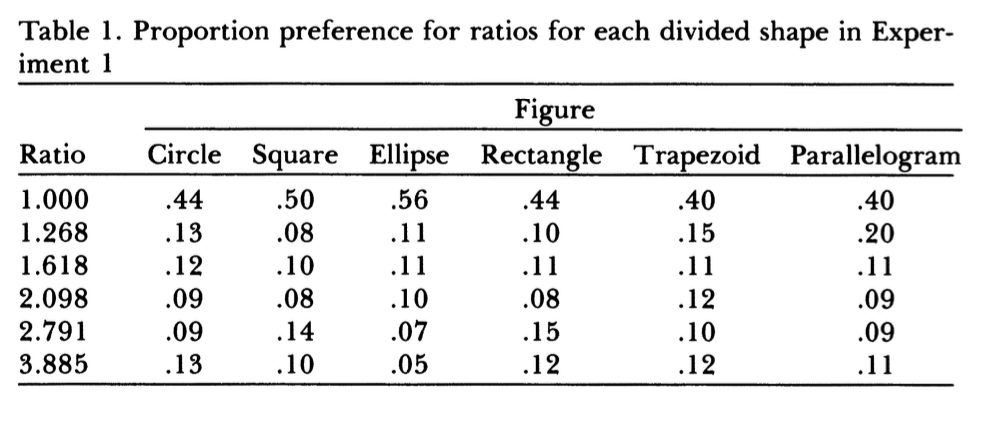 Table 1. Proportion preference for ratios for each divided shape in Exper-
iment 1
Figure
Ratio Circle Square Ellipse Rectangle Trapezoid Parallelogram
1.000 .44 .50 .56 .44 .40 .40
1.268 .13 .08 .11 .10 .15 .20
1.618 .12 .10 .11 .11 .11 .11
2.098 .09 .08 .10 .08 .12 .09
2.791 .09 .14 .07 .15 .10 .09
3.885 .13 .10 .05 .12 .12 .11